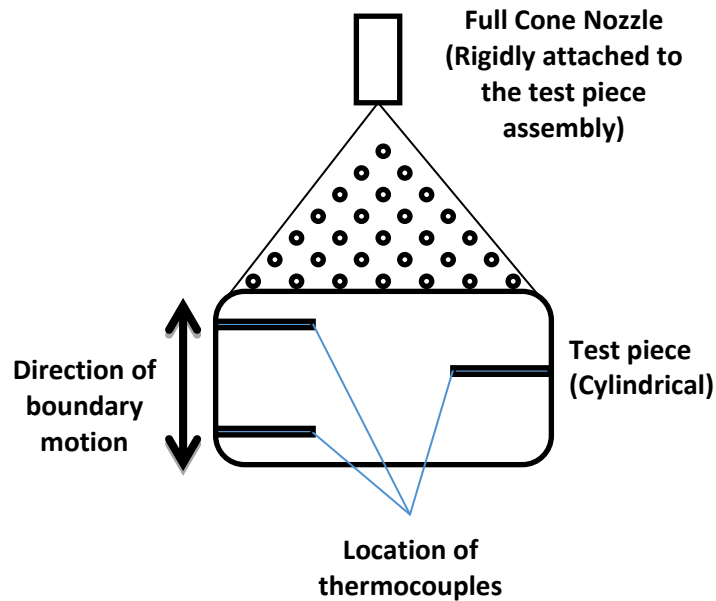 Full Cone Nozzle
(Rigidly attached to
the test piece
assembly)
Direction of
boundary
motion
Test piece
(Cylindrical)
Location of
thermocouples